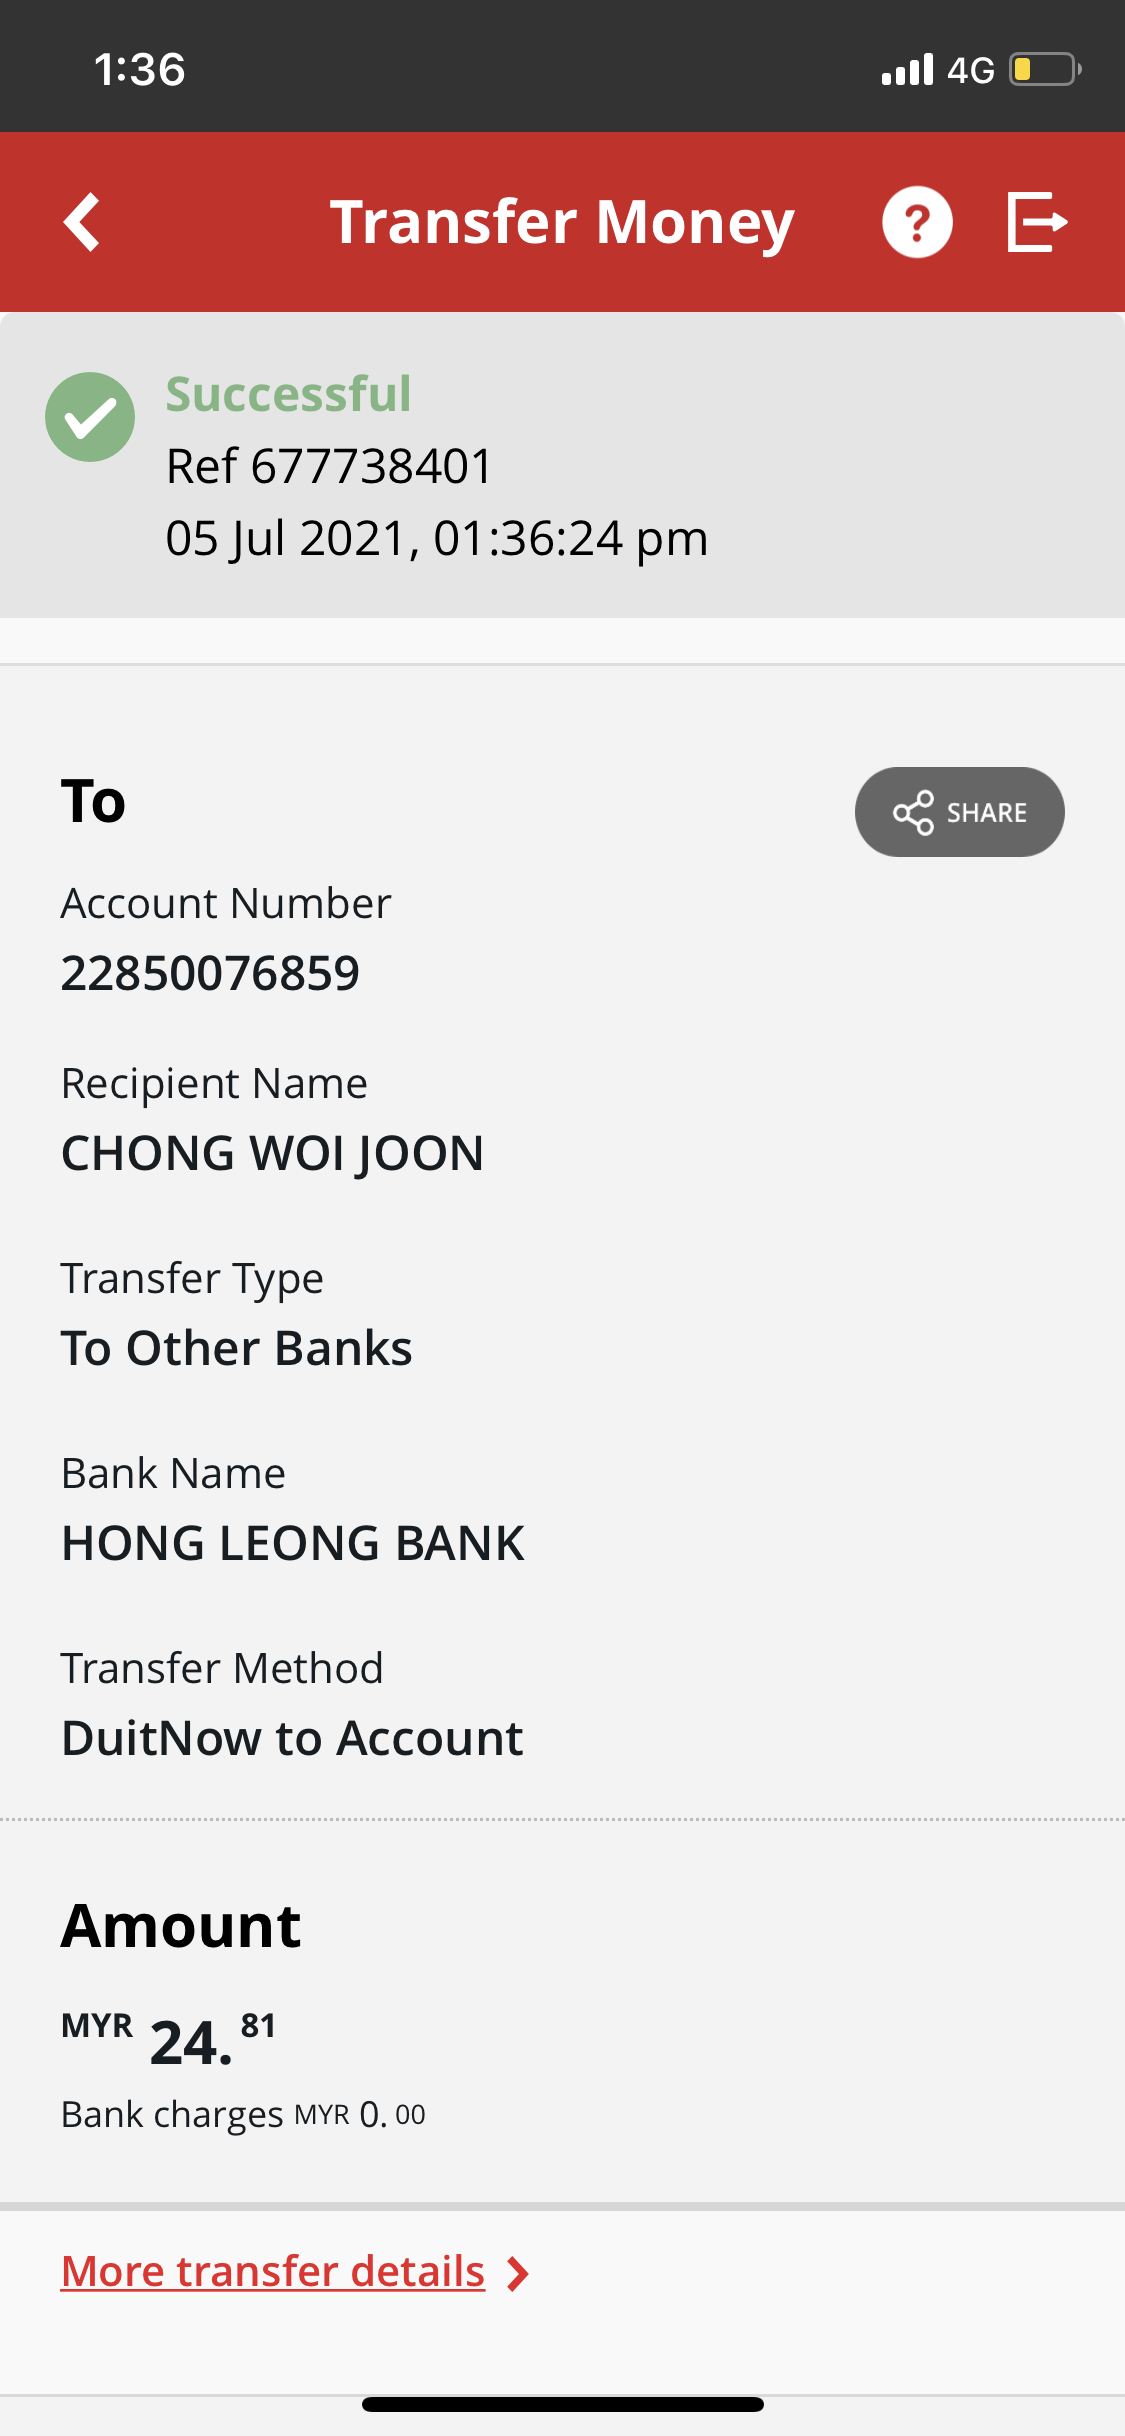 1:36
4G
Transfer Money
?
Successful
Ref 677738401
05 Jul 2021, 01:36:24 pm
To
SHARE
Account Number
22850076859
Recipient Name
CHONG WOI JOON
Transfer Type
To Other Banks
Bank Name
HONG LEONG BANK
Transfer Method
DuitNow to Account
Amount
MYR 24.81
Bank charges MYR 0.00
More transfer details